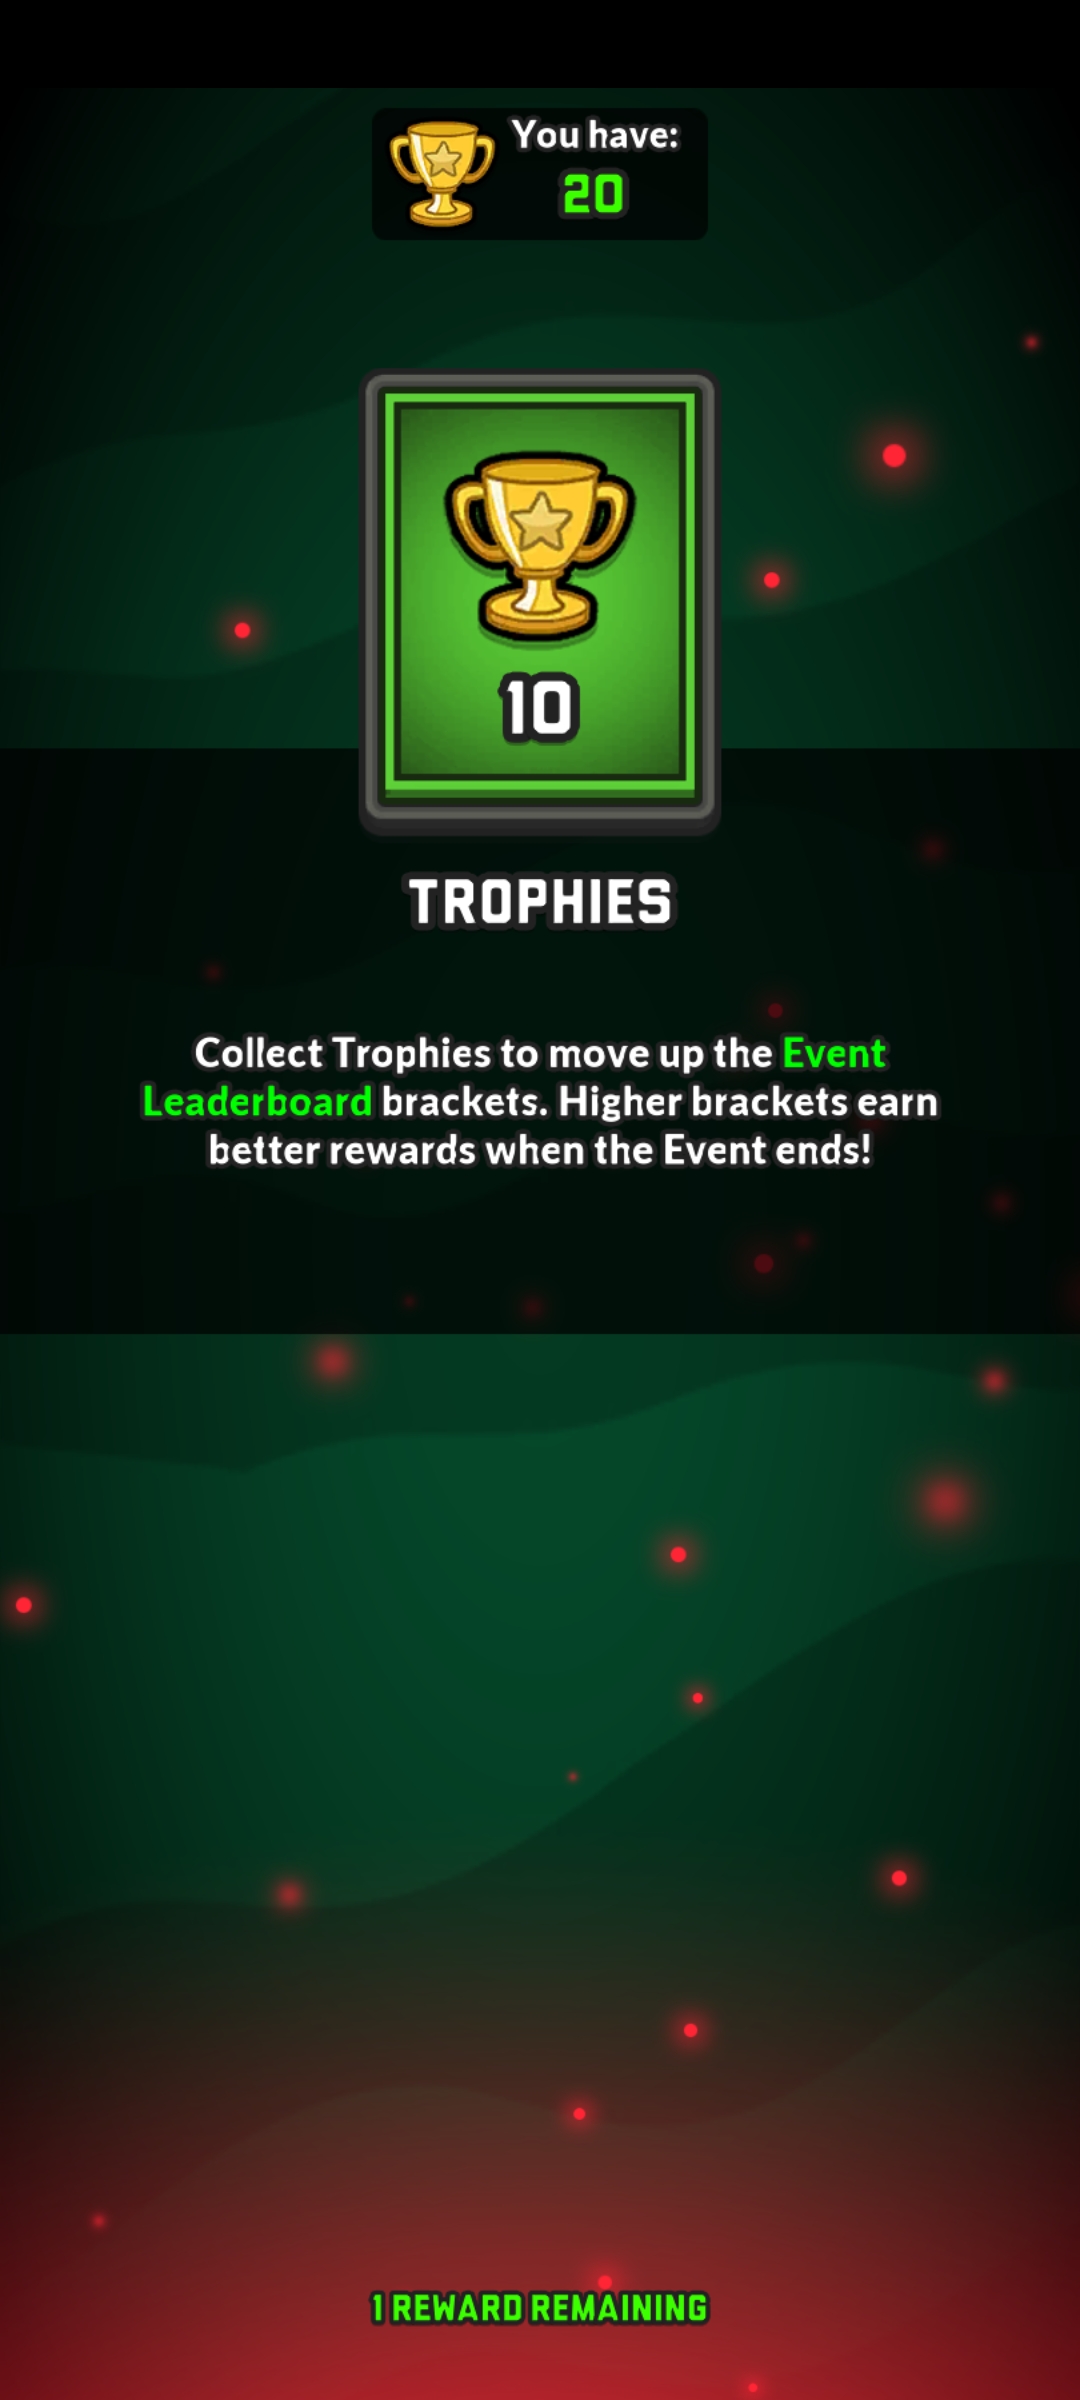 You have:
20
10
TROPHIES
Collect Trophies to move up the Event
Leaderboard brackets. Higher brackets earn
better rewards when the Event ends!
1 REWARD REMAINING